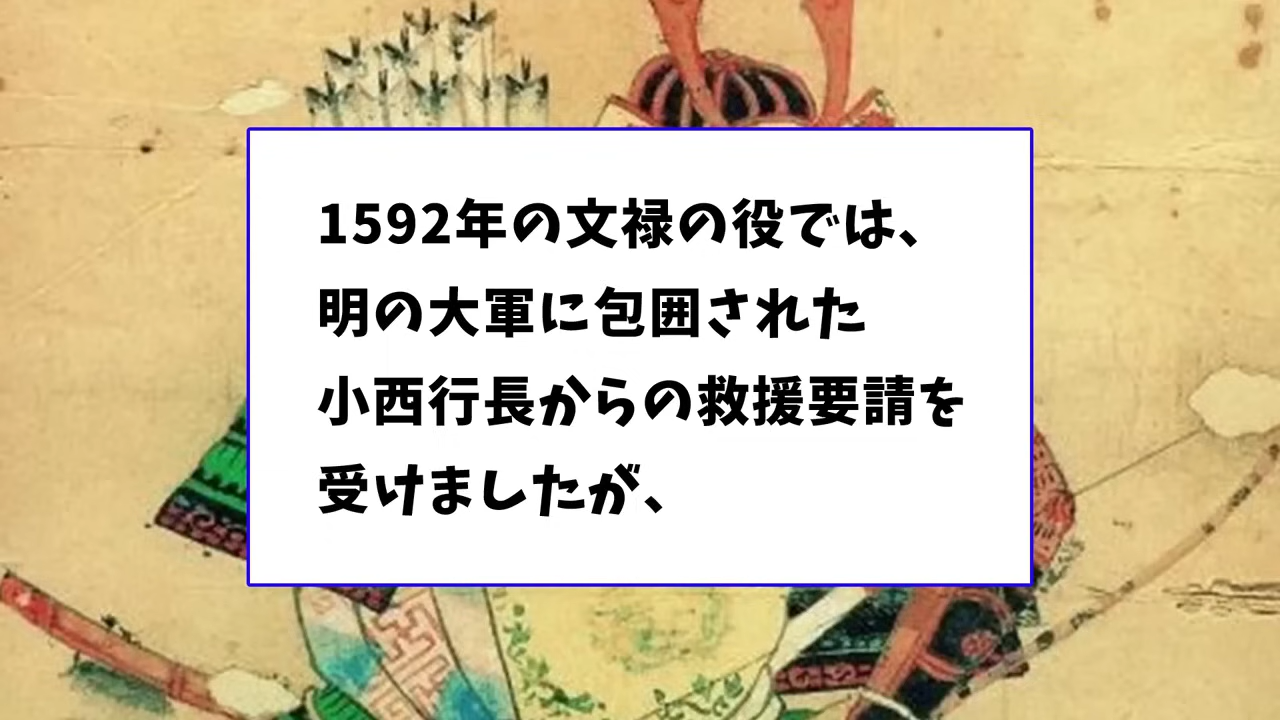 1592年の文禄の役では、
明の大軍に包囲された
小西行長からの救援要請を
受けましたが、